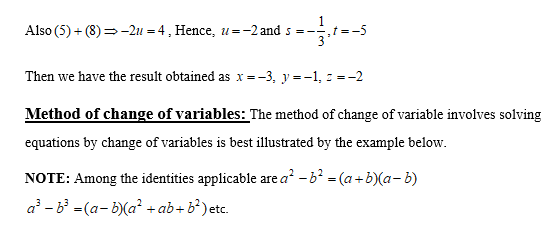 Also (5) + (8) ⇒ −2u = 4 , Hence, u = −2 and s = −1/3 , t = −5
Then we have the result obtained as x = −3, y = −1, z = −2
Method of change of variables: The method of change of variable involves solving
equations by change of variables is best illustrated by the example below.
NOTE: Among the identities applicable are a² − b² = (a + b)(a − b)
a³ − b³ = (a − b)(a² + ab + b²) etc.